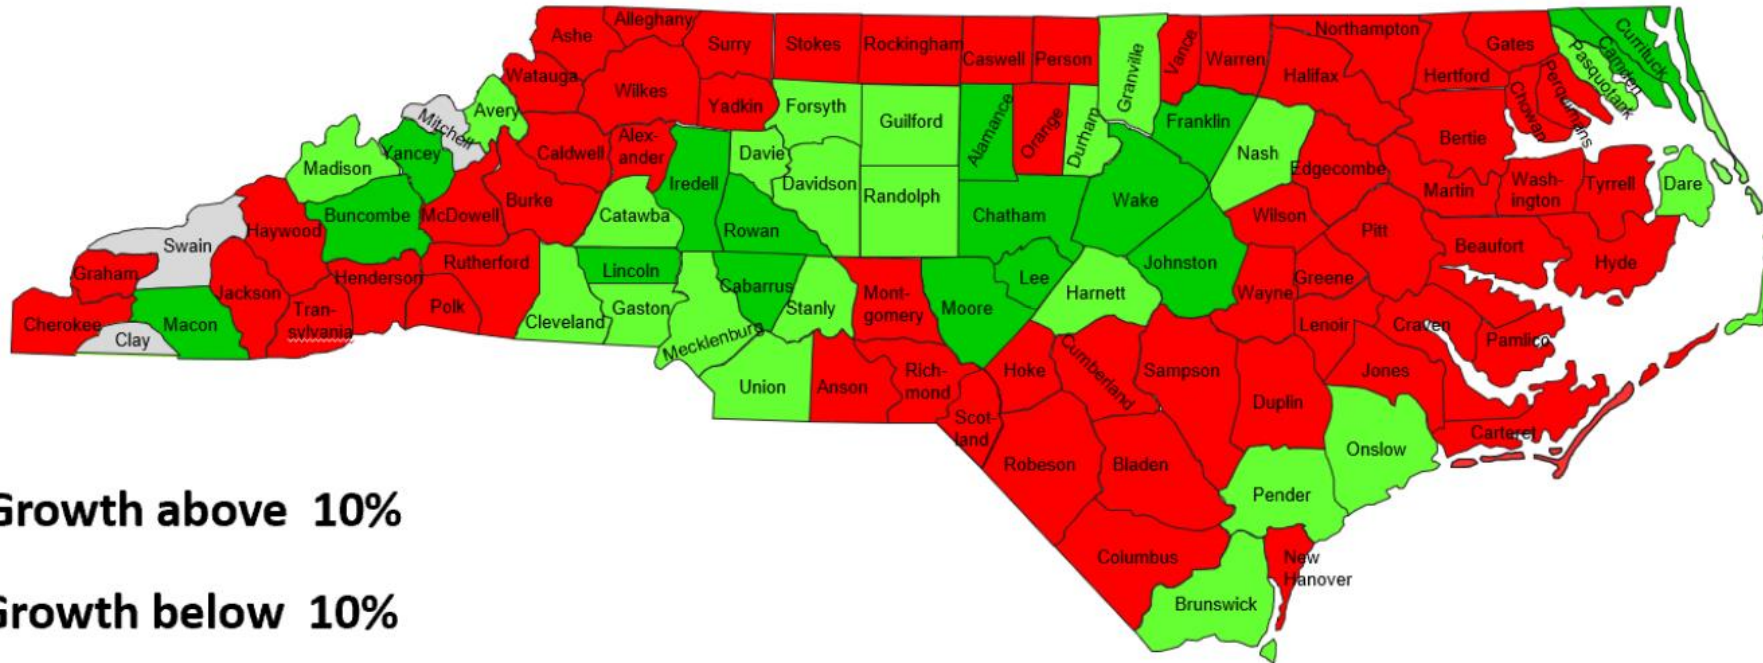 Alleghany
Ashe
Surry
Stokes
Rockingham
Caswell
Person
Granville
Vance
Warren
Northampton
Gates
Currituck
Camden
Pasquotank
Perquimans
Chowan
Hertford
Halifax
Watauga
Wilkes
Yadkin
Forsyth
Guilford
Alamance
Orange
Durham
Franklin
Nash
Edgecombe
Bertie
Mitchell
Avery
Caldwell
Alex-
ander
Iredell
Davie
Davidson
Randolph
Chatham
Wake
Wilson
Martin
Wash-
ington
Tyrrell
Dare
Madison
Yancey
Buncombe
McDowell
Burke
Catawba
Rowan
Haywood
Swain
Graham
Jackson
Henderson
Rutherford
Lincoln
Cabarrus
Stanly
Mont-
gomery
Moore
Lee
Harnett
Johnston
Wayne
Greene
Pitt
Beaufort
Hyde
Cherokee
Clay
Macon
Tran-
sylvania
Polk
Cleveland
Gaston
Mecklenburg
Union
Anson
Rich-
mond
Scot-
land
Hoke
Cumberland
Sampson
Duplin
Lenoir
Craven
Pamlico
Jones
Carteret
Onslow
Robeson
Bladen
Pender
Columbus
Brunswick
New
Hanover
Growth above 10%
Growth below 10%